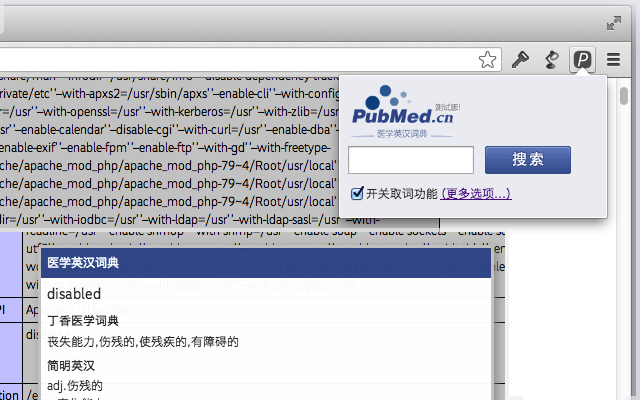 private/etc' '--with-apxs2=/usr/sbin/apxs' '--enable-cli' '--with-config
r=/usr' '--with-openssl=/usr' '--with-kerberos=/usr' '--with-zlib=/usr
usr' '--enable-calendar' '--disable-cgi' '--with-curl=/usr' '--enable-dba'
enable-exif' '--enable-fpm' '--enable-ftp' '--with-gd' '--with-freetype-
che/apache_mod_php/apache_mod_php-79~4/Root/usr/local'
che/apache_mod_php/apache_mod_php-79~4/Root/usr/local'
che/apache_mod_php/apache_mod_php-79~4/Root/usr/local'
dir=/usr' '--with-iodbc=/usr' '--with-ldap=/usr' '--with-ldap-sasl=/usr' '--with-
P
PubMed.cn
测试版!
医学英汉词典
搜索
开关取词功能 (更多选项...)
医学英汉词典
disabled
丁香医学词典
丧失能力,伤残的,使残疾的,有障碍的
简明英汉
adj.伤残的